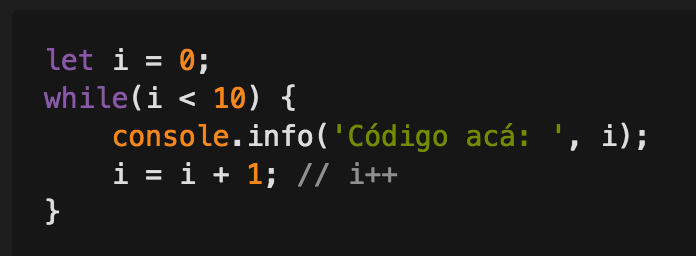 let i = 0;
while(i < 10) {
    console.info('Código acá: ', i);
    i = i + 1; // i++
}